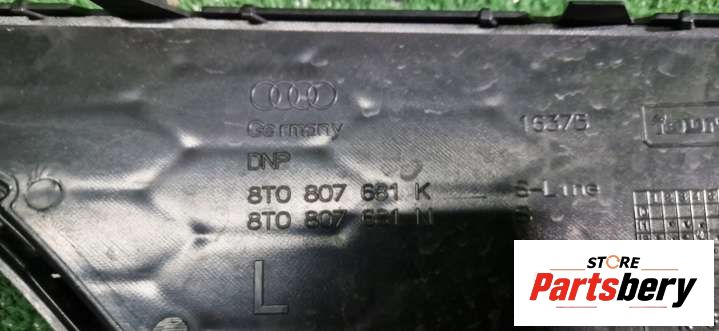 Germany
16375
DNP
8T0 807 681 K S-Line
8T0 807 681 N S
L
STORE
Partsbery